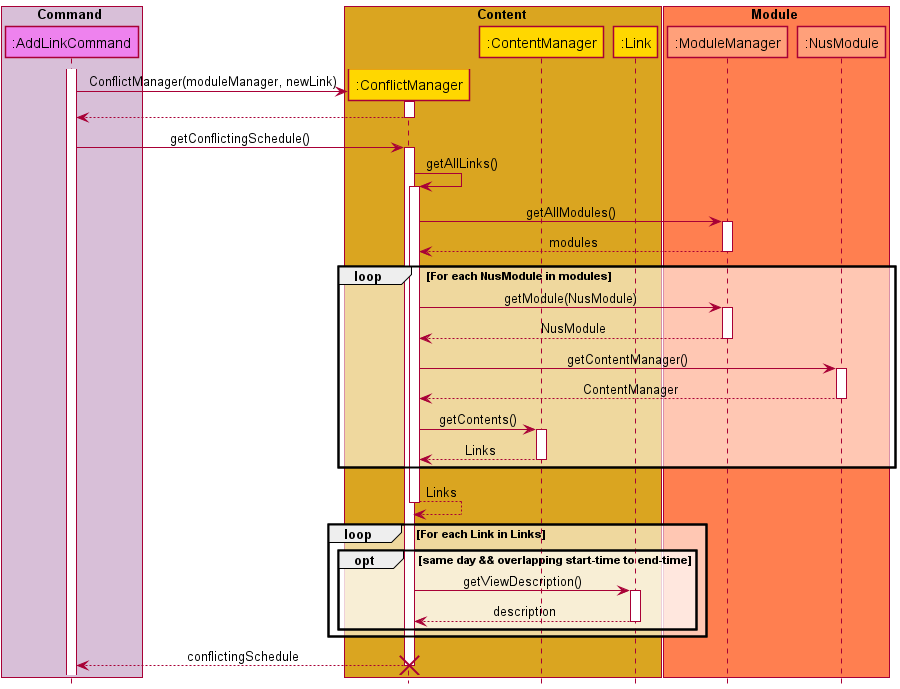 Command
Content
Module
:AddLinkCommand
:ContentManager
:Link
:ModuleManager
:NusModule
ConflictManager(moduleManager, newLink)
:ConflictManager
getConflictingSchedule()
getAllLinks()
getAllModules()
modules
loop
[For each NusModule in modules]
getModule(NusModule)
NusModule
getContentManager()
ContentManager
getContents()
Links
Links
loop
[For each Link in Links]
opt
[same day && overlapping start-time to end-time]
getViewDescription()
description
conflictingSchedule